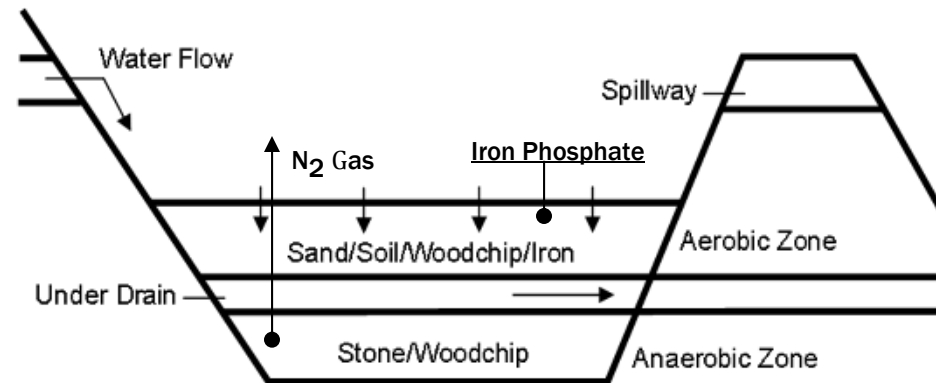 Water Flow
Spillway
N2 Gas
Iron Phosphate
Sand/Soil/Woodchip/Iron
Aerobic Zone
Under Drain
Stone/Woodchip
Anaerobic Zone